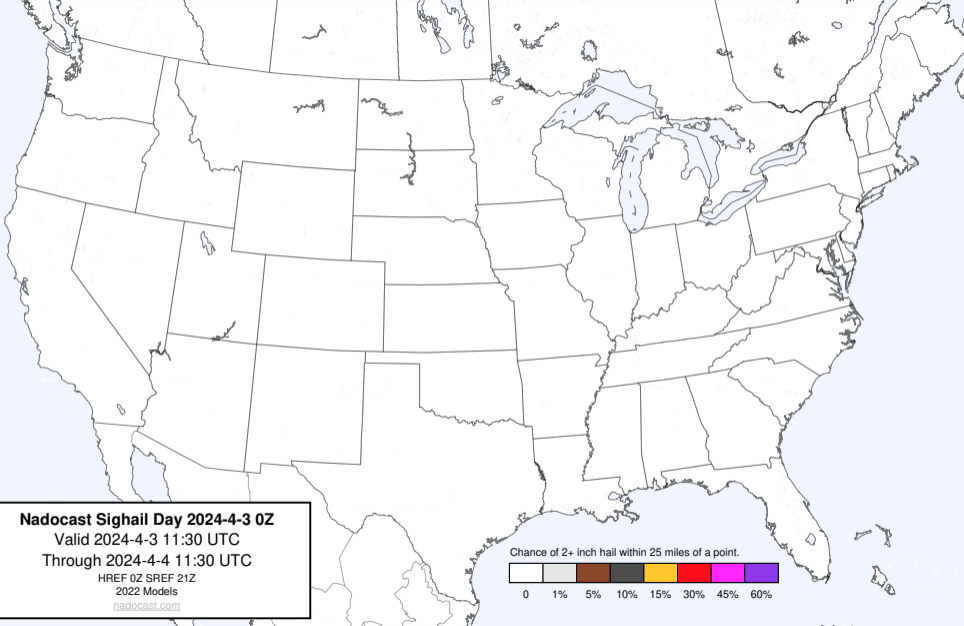 Nadocast Sighail Day 2024-4-3 0Z
Valid 2024-4-3 11:30 UTC
Through 2024-4-4 11:30 UTC
HREF 0Z SREF 21Z
2022 Models
nadocast.com
Chance of 2+ inch hail within 25 miles of a point.
0 1% 5% 10% 15% 30% 45% 60%